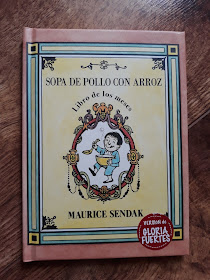 SOPA DE POLLO CON ARROZ
Libro de los meses
MAURICE SENDAK
VERSIÓN de
GLORIA
FUERTES